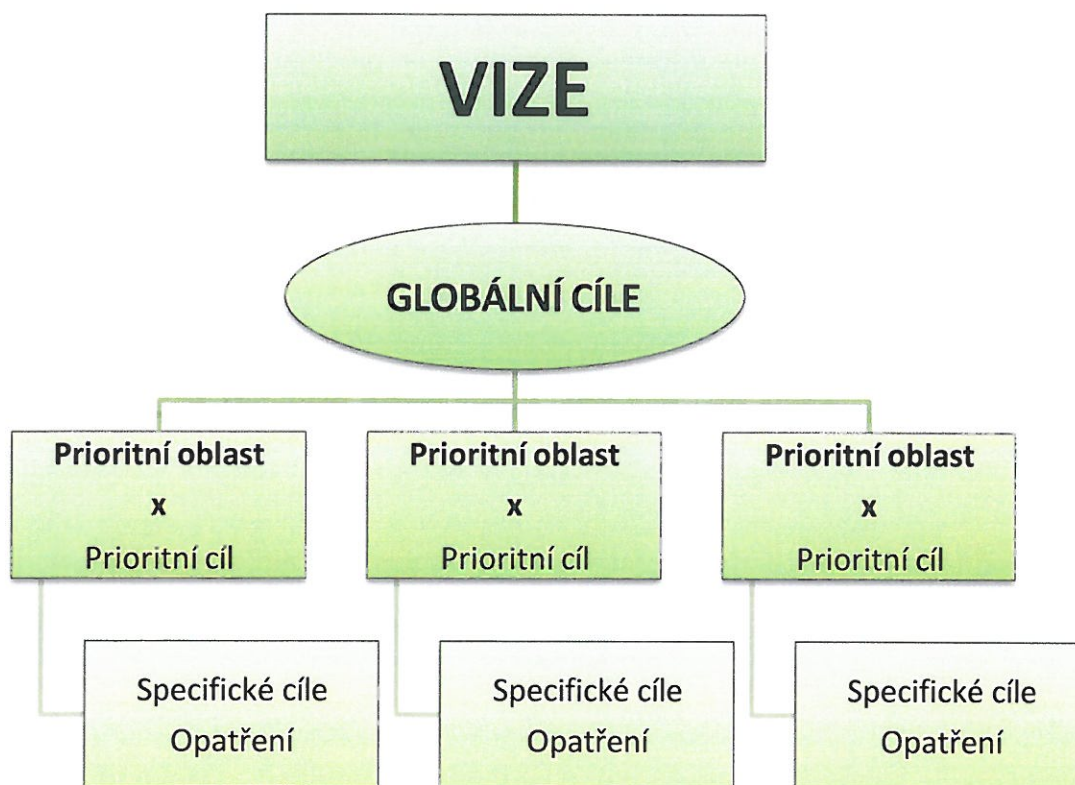 VIZE
GLOBÁLNÍ CÍLE
Prioritní oblast
x
Prioritní cíl
Prioritní oblast
x
Prioritní cíl
Prioritní oblast
x
Prioritní cíl
Specifické cíle
Opatření
Specifické cíle
Opatření
Specifické cíle
Opatření